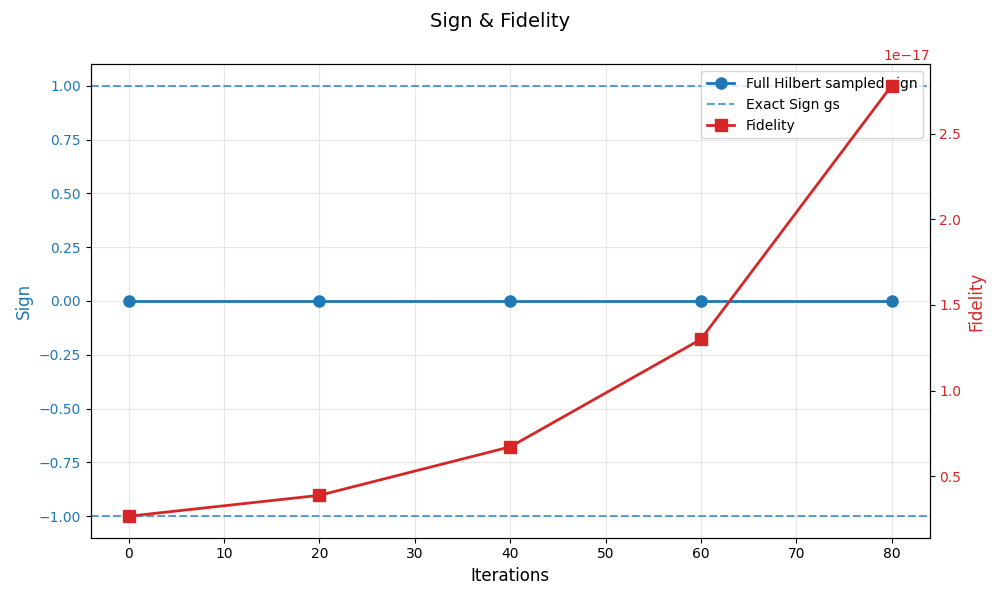 Sign & Fidelity
1e−17
1.00
0.75
0.50
0.25
0.00
−0.25
−0.50
−0.75
−1.00
Sign
Full Hilbert sampled sign
Exact Sign gs
Fidelity
2.5
2.0
1.5
1.0
0.5
Fidelity
0 10 20 30 40 50 60 70 80
Iterations